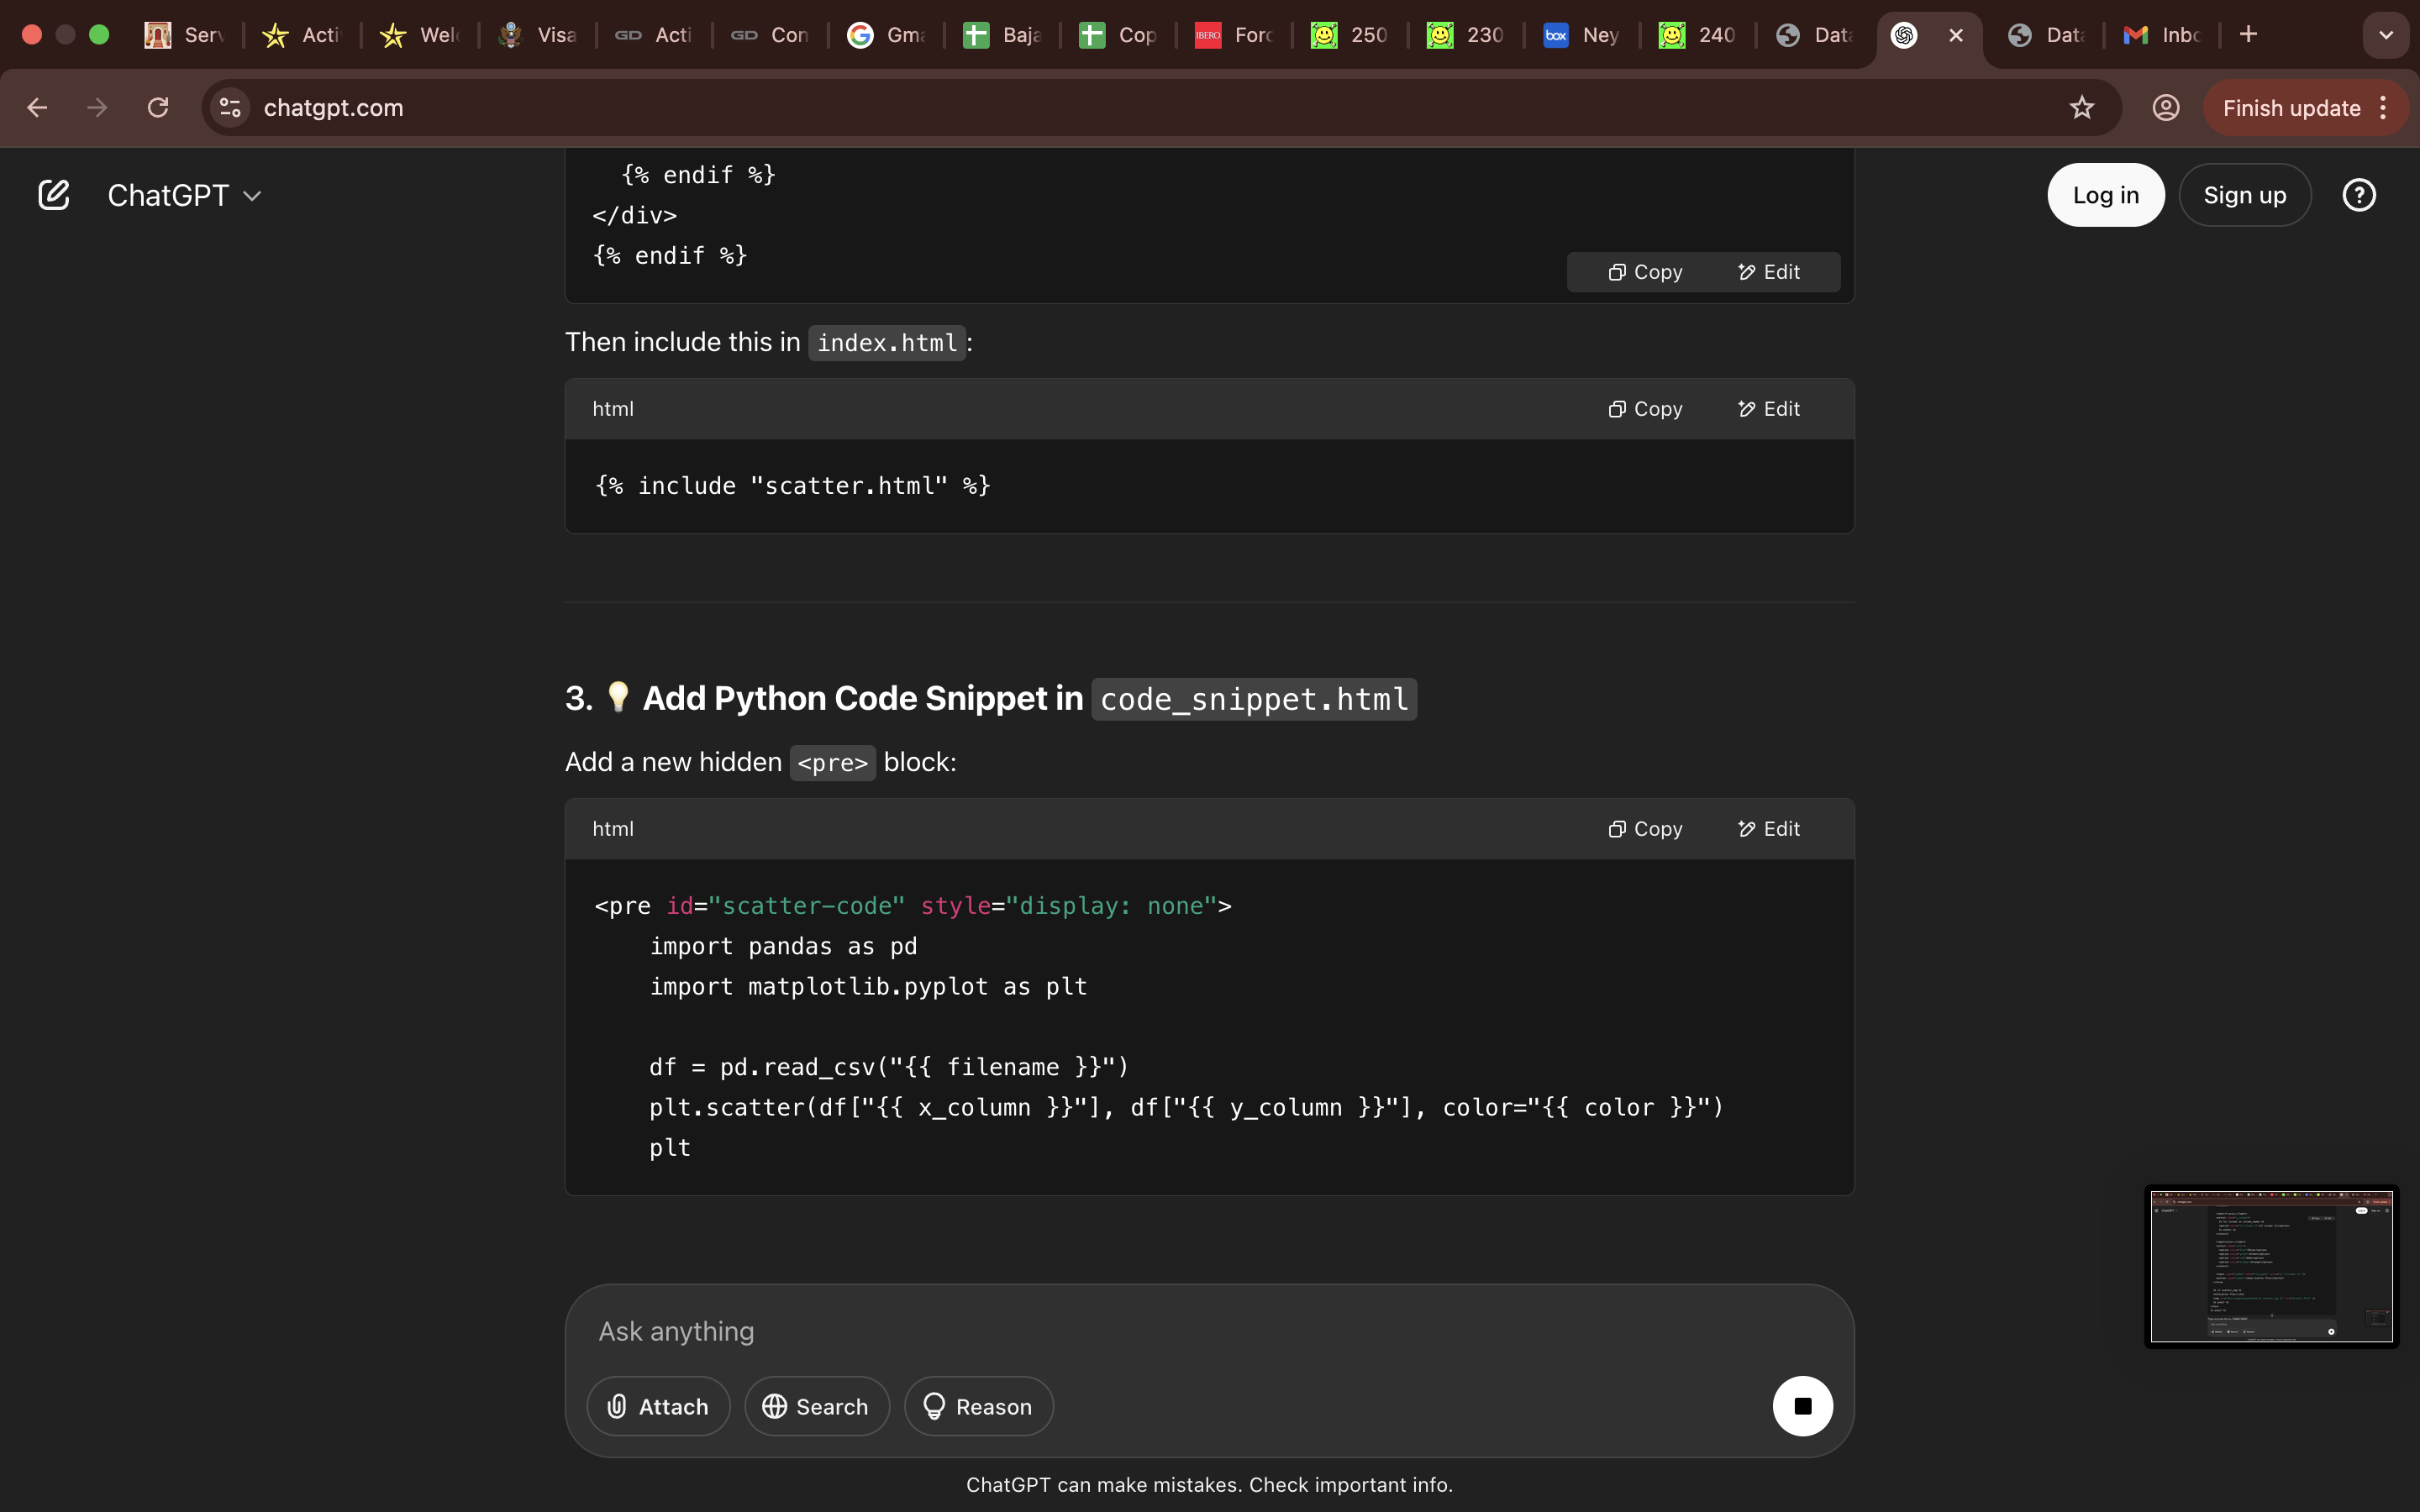 Serv
Acti
Welc
Visa
GD Acti
GD Con
Gma
Baja
Cop
IBERO Forc
250
230
box Ney
240
Data
Data
Inbo
chatgpt.com
Finish update
ChatGPT
Log in
Sign up
{% endif %}
</div>
{% endif %}
Copy Edit
Then include this in index.html:
html Copy Edit
{% include "scatter.html" %}
3. 💡 Add Python Code Snippet in code_snippet.html
Add a new hidden <pre> block:
html Copy Edit
<pre id="scatter-code" style="display: none">
import pandas as pd
import matplotlib.pyplot as plt
df = pd.read_csv("{{ filename }}")
plt.scatter(df["{{ x_column }}"], df["{{ y_column }}"], color="{{ color }}")
plt
Ask anything
Attach Search Reason
ChatGPT can make mistakes. Check important info.